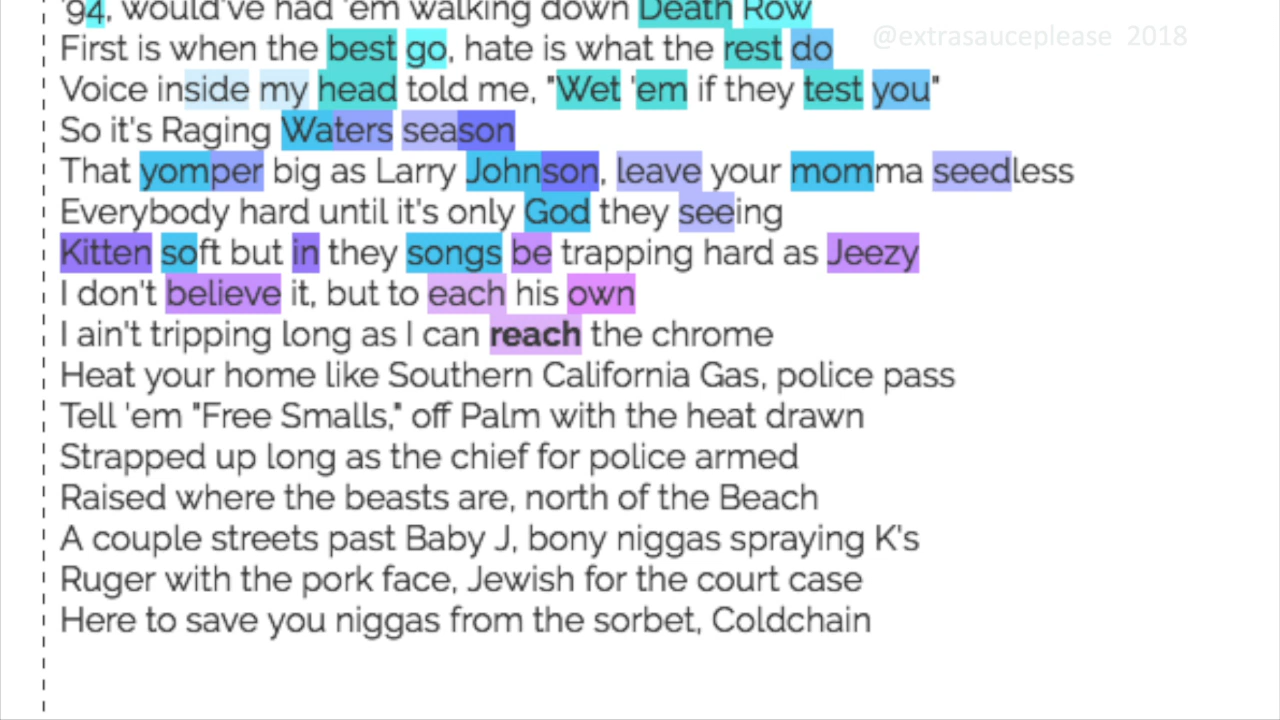 '94, would've had 'em walking down Death Row
@extrasauceplease 2018
First is when the best go, hate is what the rest do
Voice inside my head told me, "Wet 'em if they test you"
So it's Raging Waters season
That yomper big as Larry Johnson, leave your momma seedless
Everybody hard until it's only God they seeing
Kitten soft but in they songs be trapping hard as Jeezy
I don't believe it, but to each his own
I ain't tripping long as I can reach the chrome
Heat your home like Southern California Gas, police pass
Tell 'em "Free Smalls," off Palm with the heat drawn
Strapped up long as the chief for police armed
Raised where the beasts are, north of the Beach
A couple streets past Baby J, bony niggas spraying K's
Ruger with the pork face, Jewish for the court case
Here to save you niggas from the sorbet, Coldchain